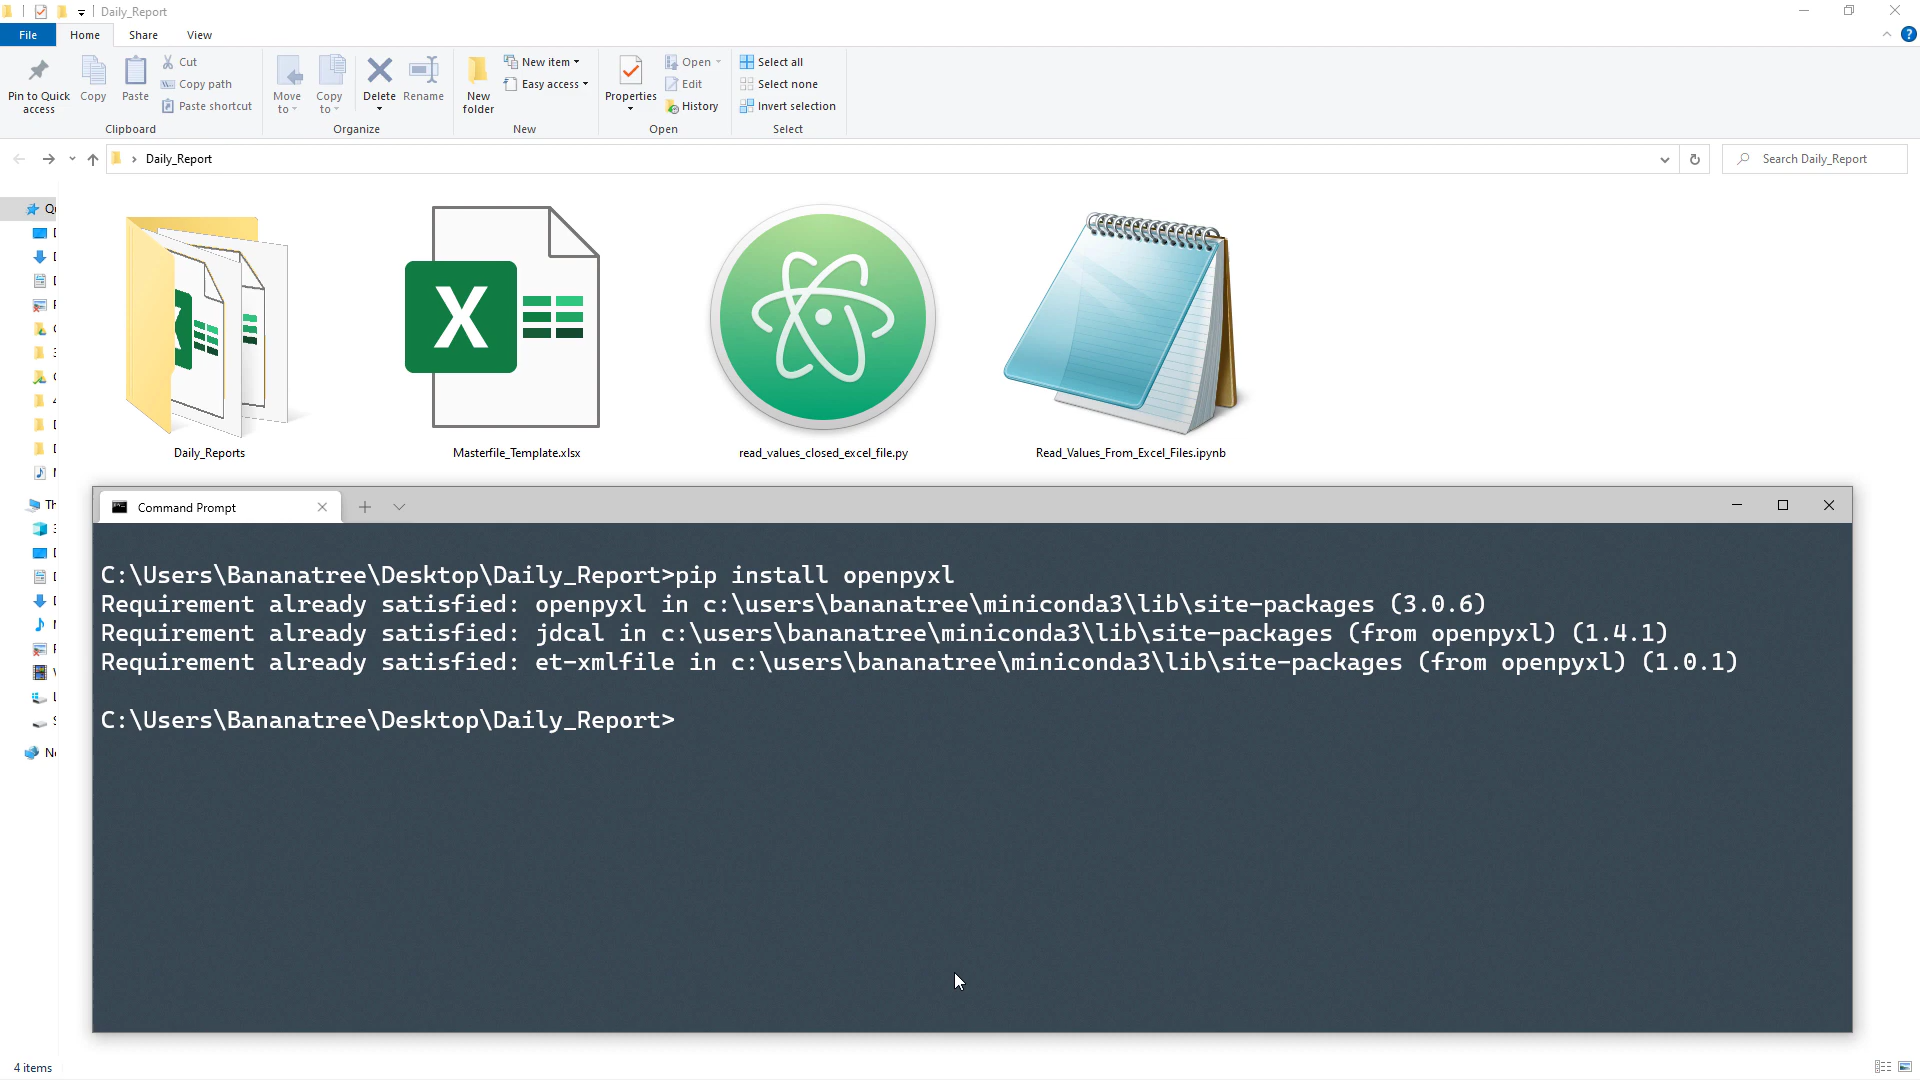 Daily_Report
File Home Share View
Pin to Quick access
Copy
Paste
Cut
Copy path
Paste shortcut
Clipboard
Move to
Copy to
Delete
Rename
Organize
New folder
New item
Easy access
New
Properties
Open
Edit
History
Open
Select all
Select none
Invert selection
Select
Daily_Report
Search Daily_Report
Daily_Reports
Masterfile_Template.xlsx
read_values_closed_excel_file.py
Read_Values_From_Excel_Files.ipynb
Command Prompt
C:\Users\Bananatree\Desktop\Daily_Report>pip install openpyxl
Requirement already satisfied: openpyxl in c:\users\bananatree\miniconda3\lib\site-packages (3.0.6)
Requirement already satisfied: jdcal in c:\users\bananatree\miniconda3\lib\site-packages (from openpyxl) (1.4.1)
Requirement already satisfied: et-xmlfile in c:\users\bananatree\miniconda3\lib\site-packages (from openpyxl) (1.0.1)
C:\Users\Bananatree\Desktop\Daily_Report>
4 items